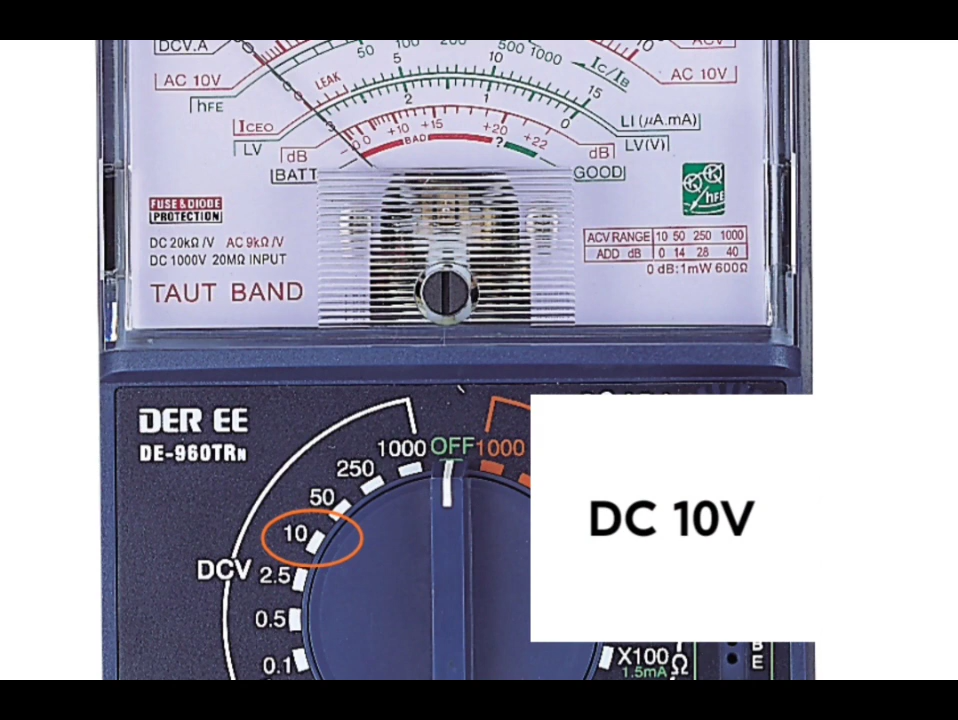 DCV.A
50 100 200 500 1000
10
ACV
AC 10V
LEAK
5 10 15
IC/IB
AC 10V
hFE
ICEO
3 2 1 0
LI (μA.mA)
LV
LV(V)
dB
0 +10 +15 +20 +22
dB
BAD ?
BATT
GOOD
hFE
FUSE & DIODE
PROTECTION
DC 20kΩ/V AC 9kΩ/V
DC 1000V 20MΩ INPUT
TAUT BAND
ACV RANGE 10 50 250 1000
ADD dB 0 14 28 40
0 dB:1mW 600Ω
DER EE
DE-960TRN
1000 OFF 1000
250
50
10
DCV
2.5
0.5
0.1
DC 10V
X100
1.5mA
Ω
B
E